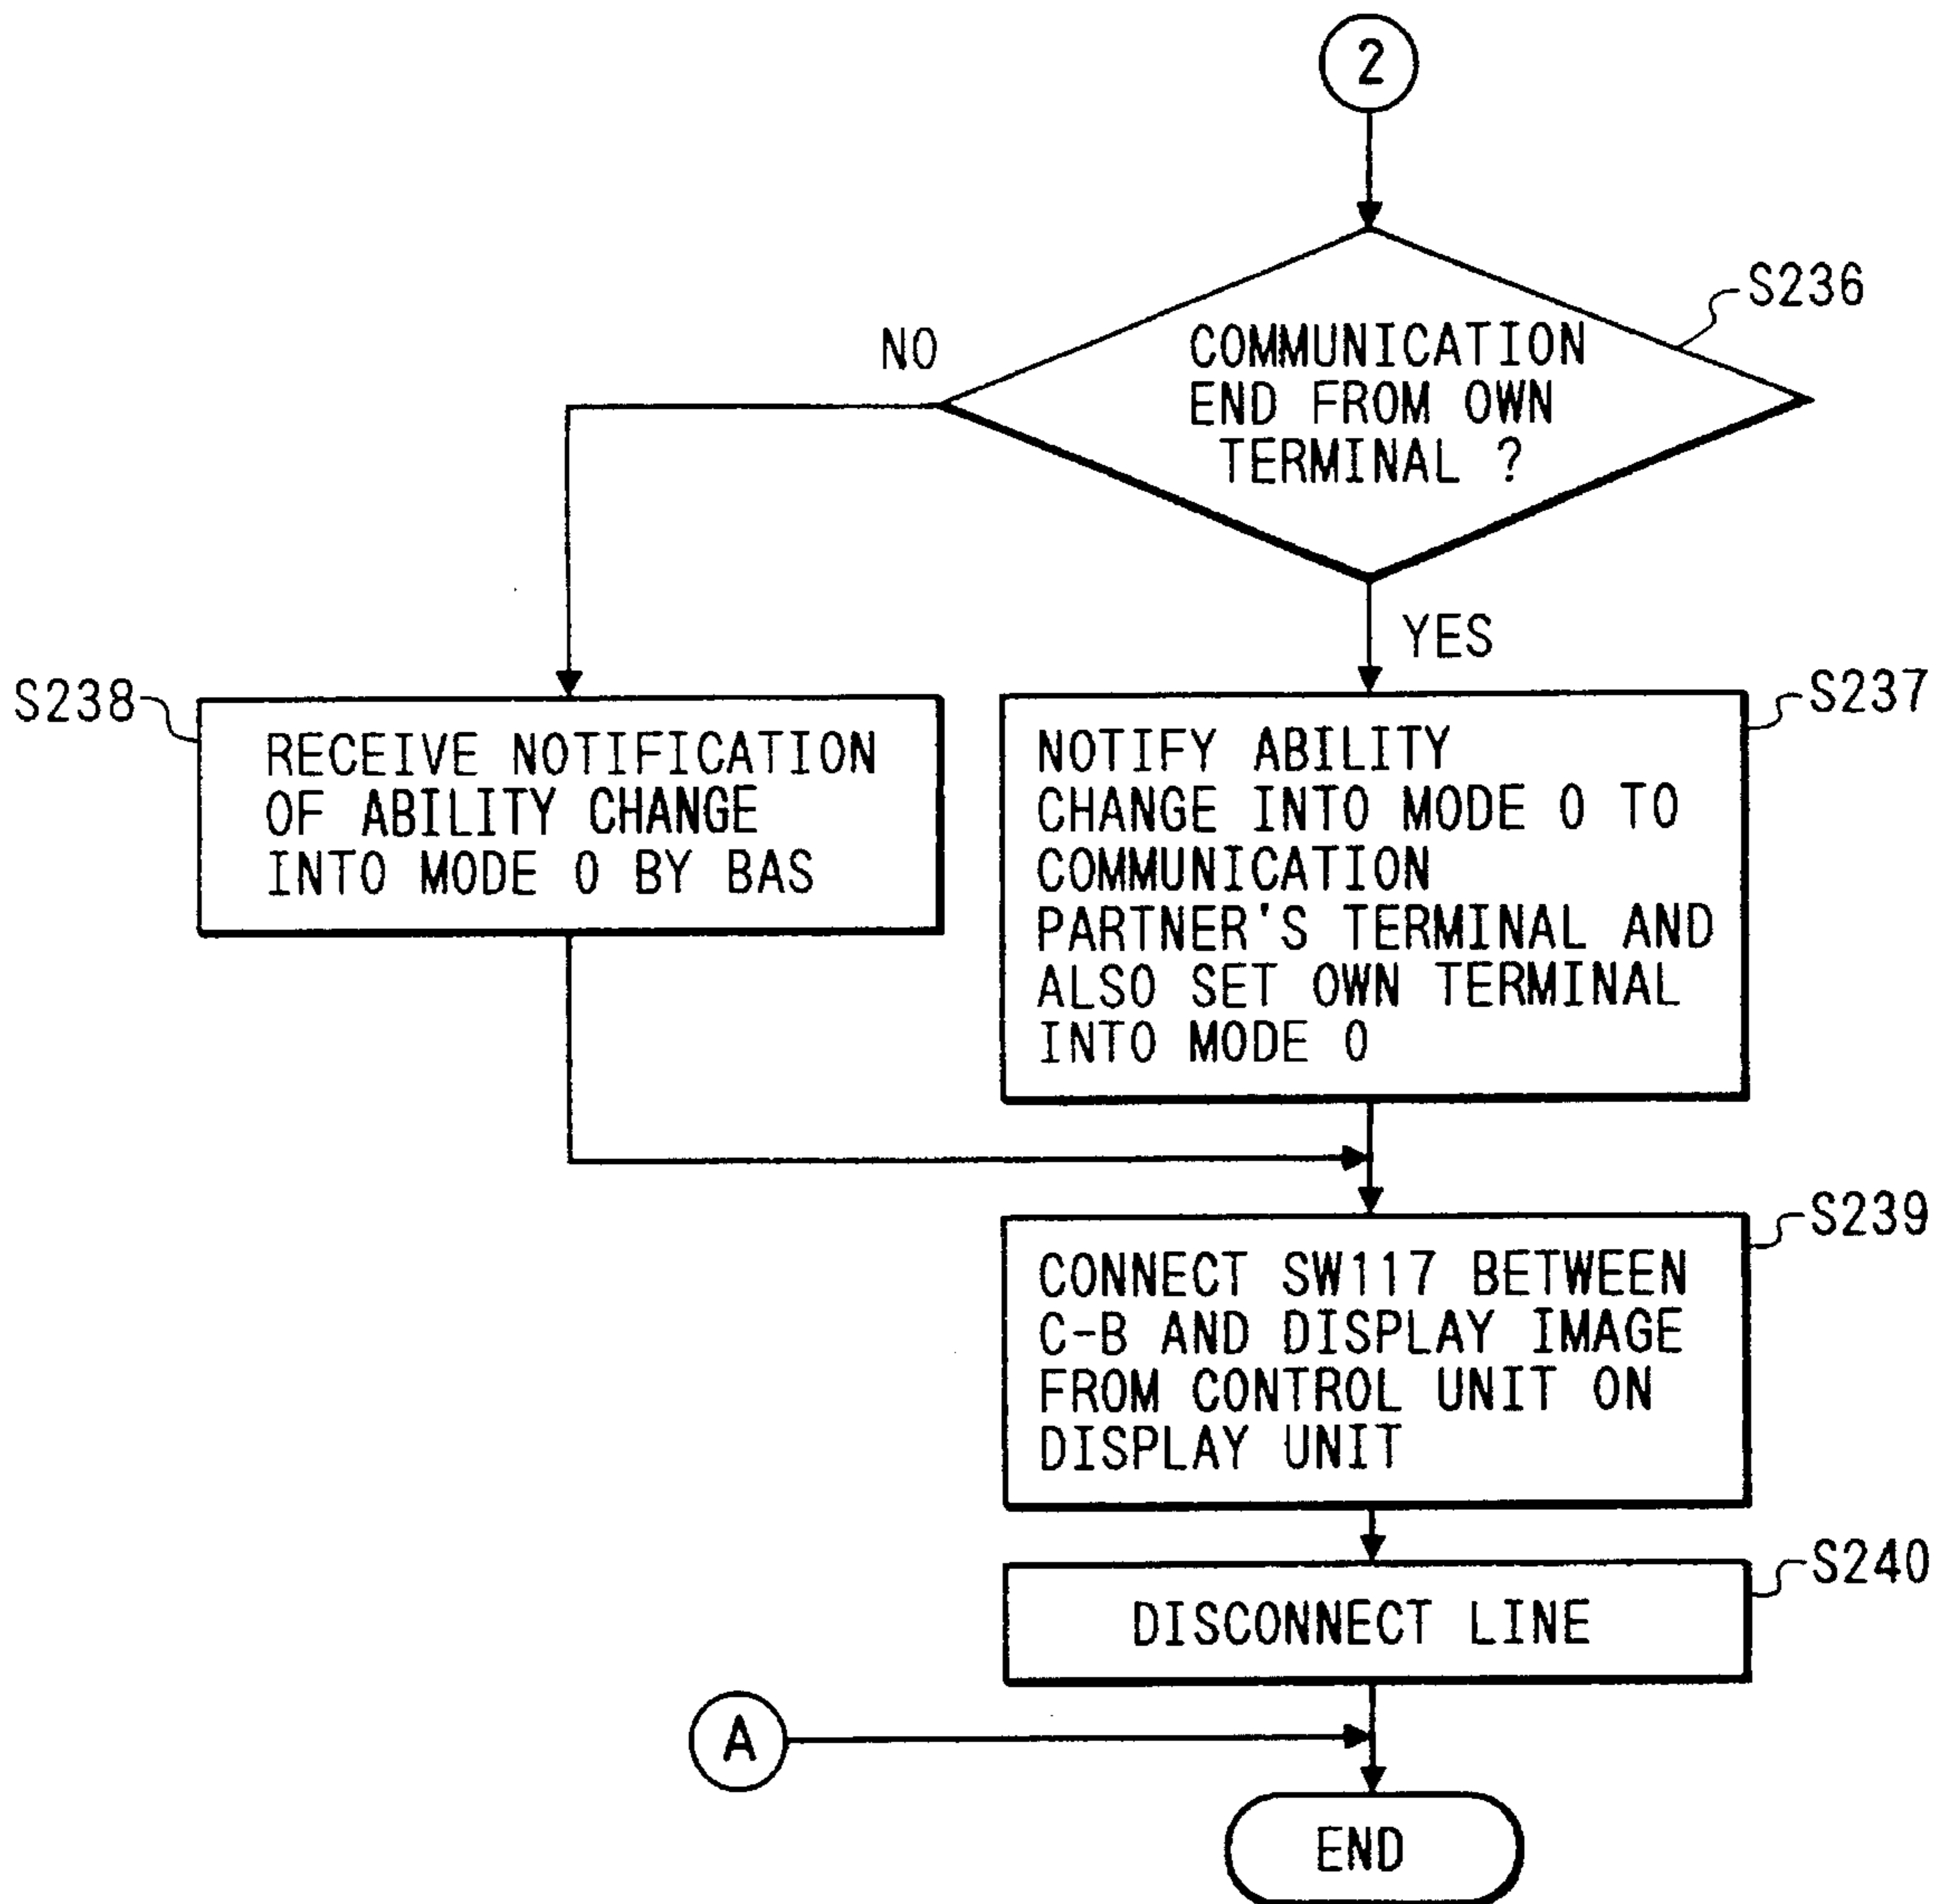 2
S236
NO
COMMUNICATION
END FROM OWN
TERMINAL ?
YES
S238
RECEIVE NOTIFICATION
OF ABILITY CHANGE
INTO MODE 0 BY BAS
S237
NOTIFY ABILITY
CHANGE INTO MODE 0 TO
COMMUNICATION
PARTNER'S TERMINAL AND
ALSO SET OWN TERMINAL
INTO MODE 0
S239
CONNECT SW117 BETWEEN
C-B AND DISPLAY IMAGE
FROM CONTROL UNIT ON
DISPLAY UNIT
S240
DISCONNECT LINE
A
END